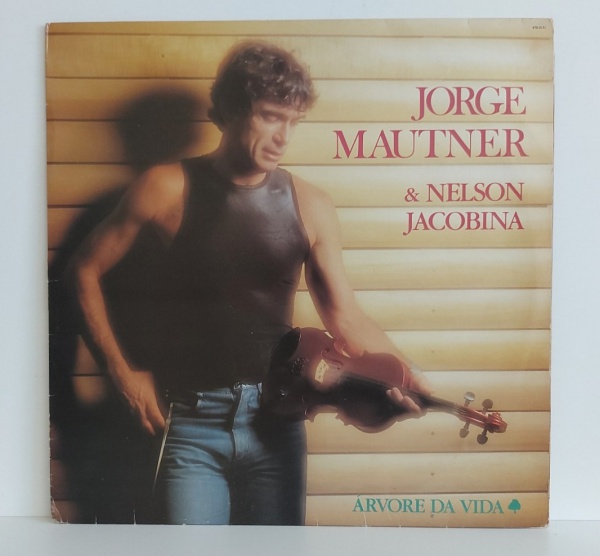 JORGE
MAUTNER
& NELSON
JACOBINA
ÁRVORE DA VIDA